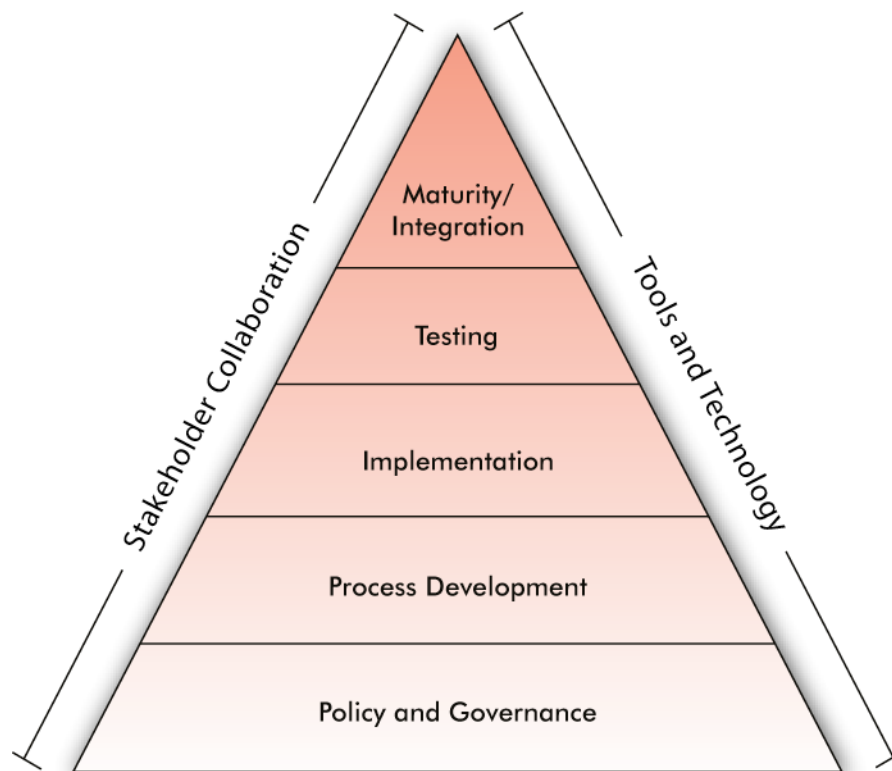 Maturity/
Integration
Testing
Implementation
Process Development
Policy and Governance
Stakeholder Collaboration
Tools and Technology